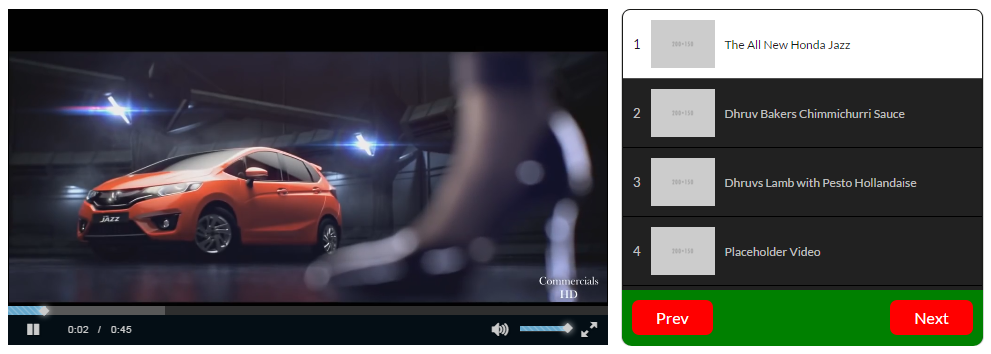 JAZZ
Commercials
HD
0:02 / 0:45
1 The All New Honda Jazz
2 Dhruv Bakers Chimmichurri Sauce
3 Dhruvs Lamb with Pesto Hollandaise
4 Placeholder Video
Prev Next